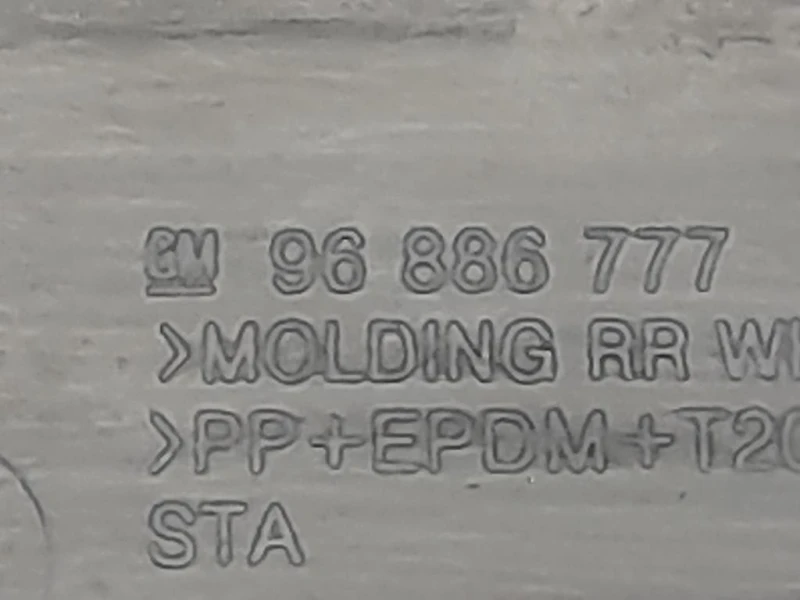 GM 96 886 777
>MOLDING RR W
>PP+EPDM+T20
STA